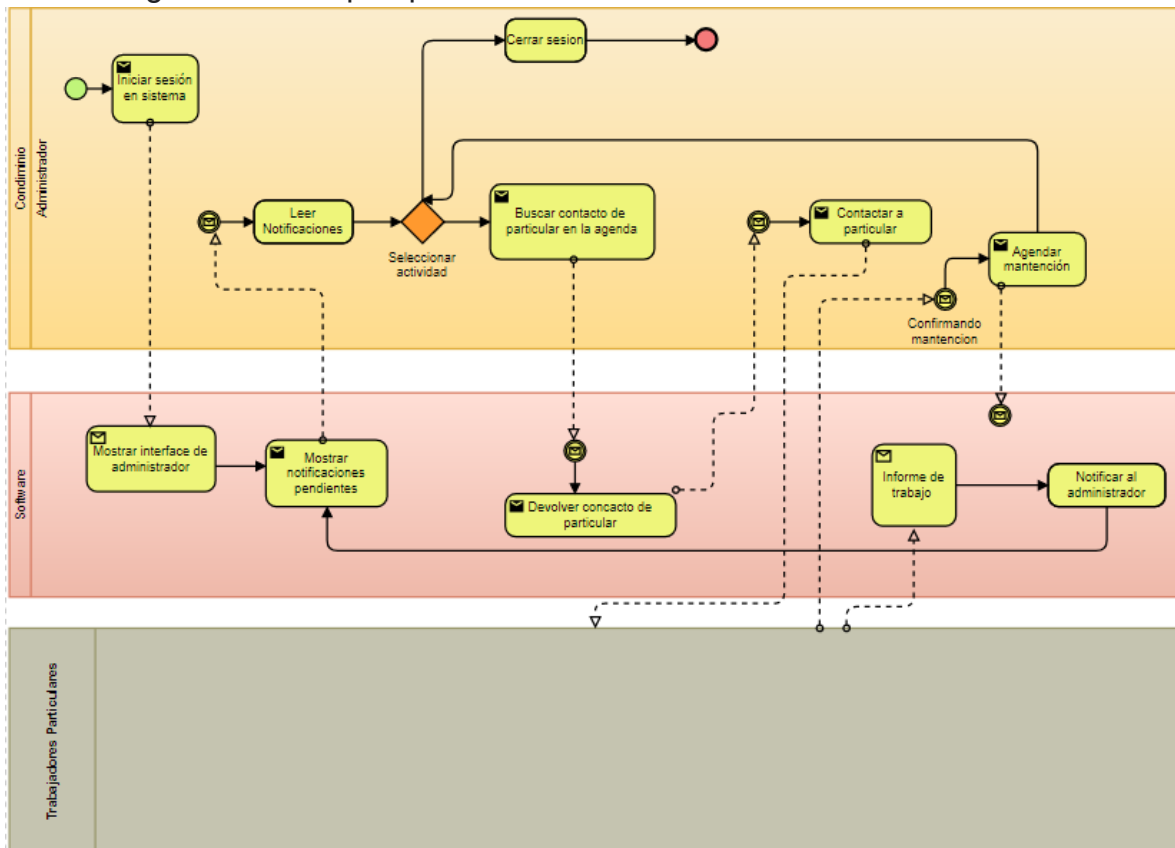 Condiminio
Administrador
Iniciar sesión
en sistema
Cerrar sesion
Leer
Notificaciones
Seleccionar
actividad
Buscar contacto de
particular en la agenda
Contactar a
particular
Agendar
mantención
Confirmando
mantencion
Software
Mostrar interface de
administrador
Mostrar
notificaciones
pendientes
Devolver concacto de
particular
Informe de
trabajo
Notificar al
administrador
Trabajadores Particulares